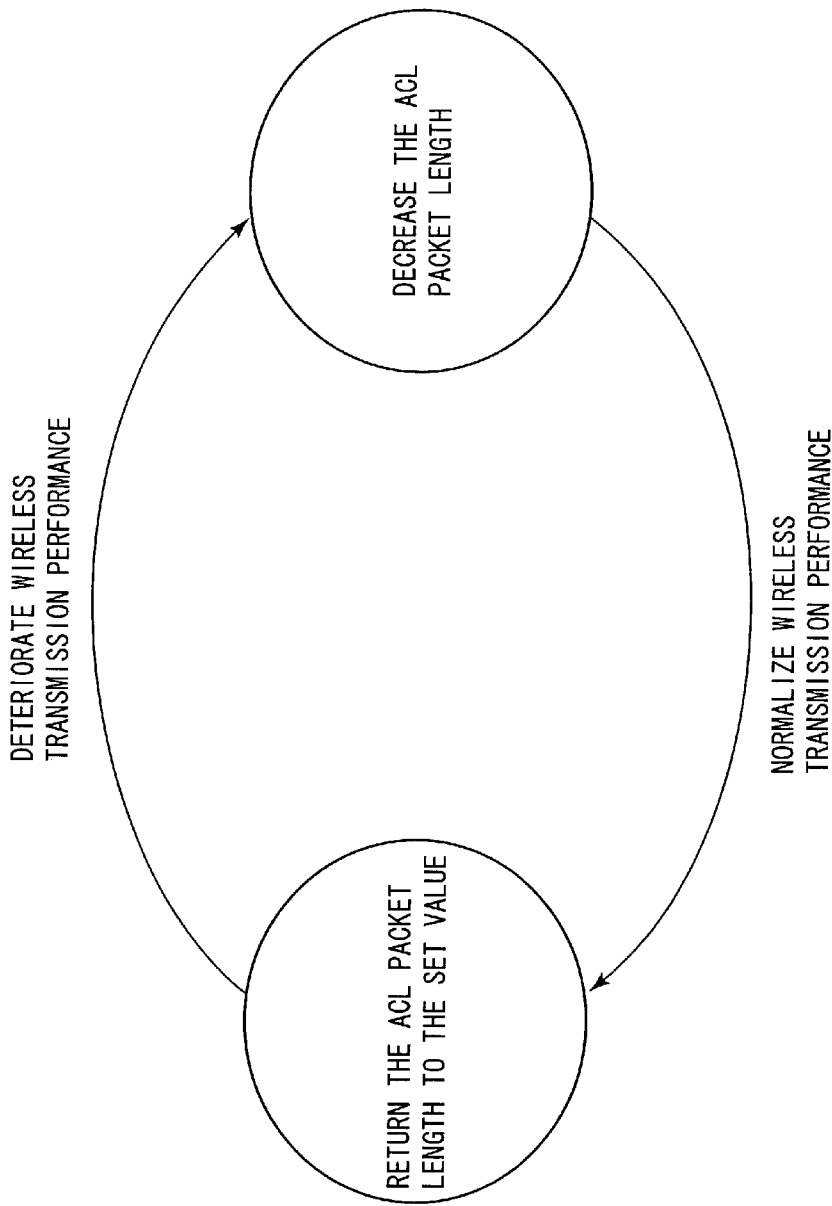 DETERIORATE WIRELESS
TRANSMISSION PERFORMANCE
RETURN THE ACL PACKET
LENGTH TO THE SET VALUE
DECREASE THE ACL
PACKET LENGTH
NORMALIZE WIRELESS
TRANSMISSION PERFORMANCE